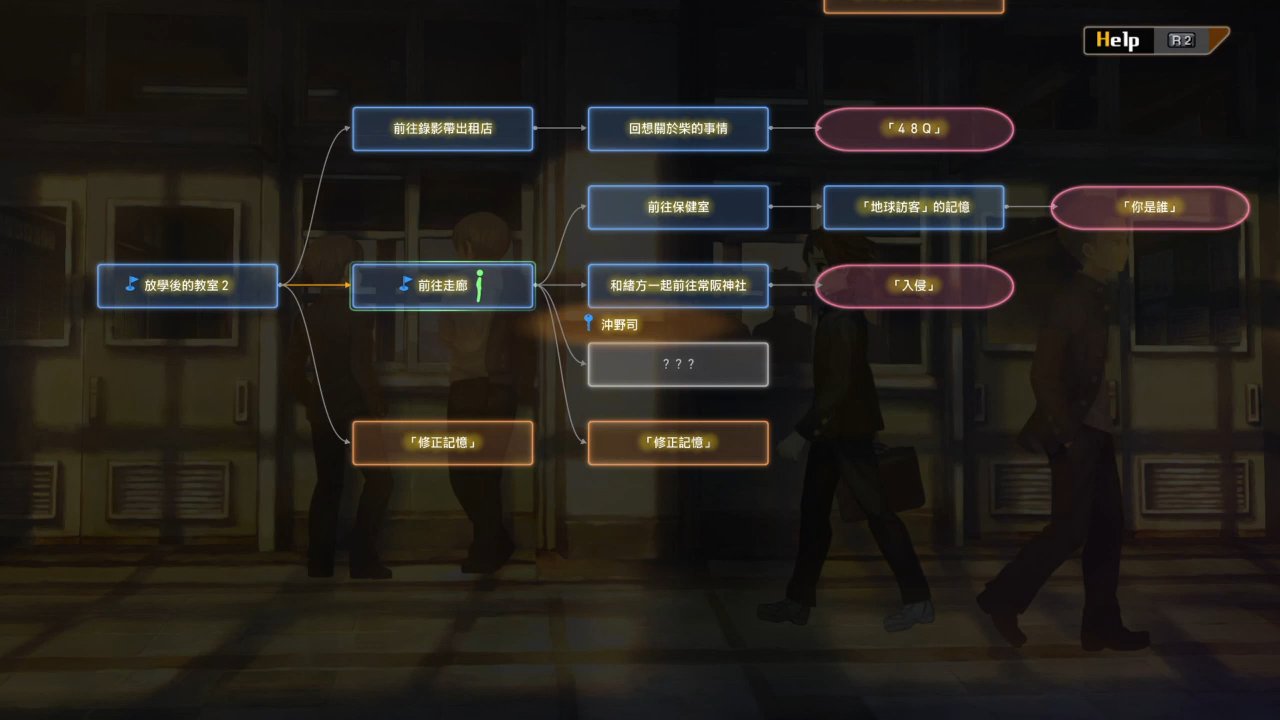 Help R2
前往錄影帶出租店
回想關於柴的事情
「４８Ｑ」
前往保健室
「地球訪客」的記憶
「你是誰」
放學後的教室２
前往走廊
和緒方一起前往常阪神社
「入侵」
沖野司
？？？
「修正記憶」
「修正記憶」